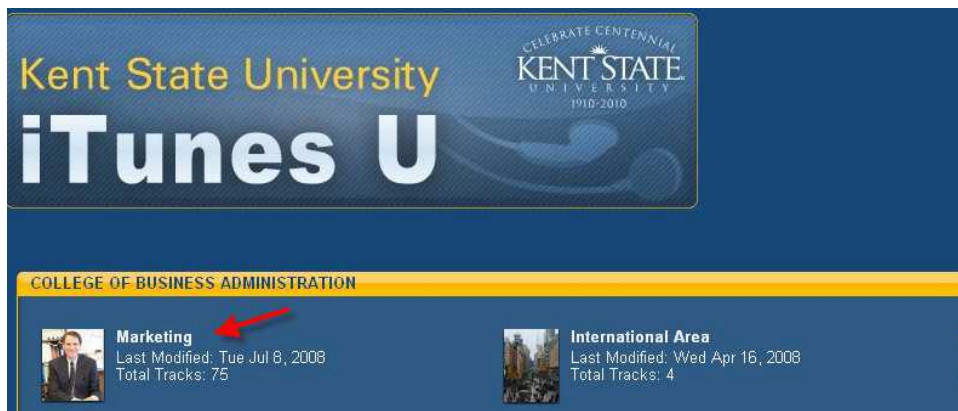 CELEBRATE CENTENNIAL
Kent State University
KENT STATE.
UNIVERSITY
1910-2010
iTunes U
COLLEGE OF BUSINESS ADMINISTRATION
Marketing
Last Modified: Tue Jul 8, 2008
Total Tracks: 75
International Area
Last Modified: Wed Apr 16, 2008
Total Tracks: 4